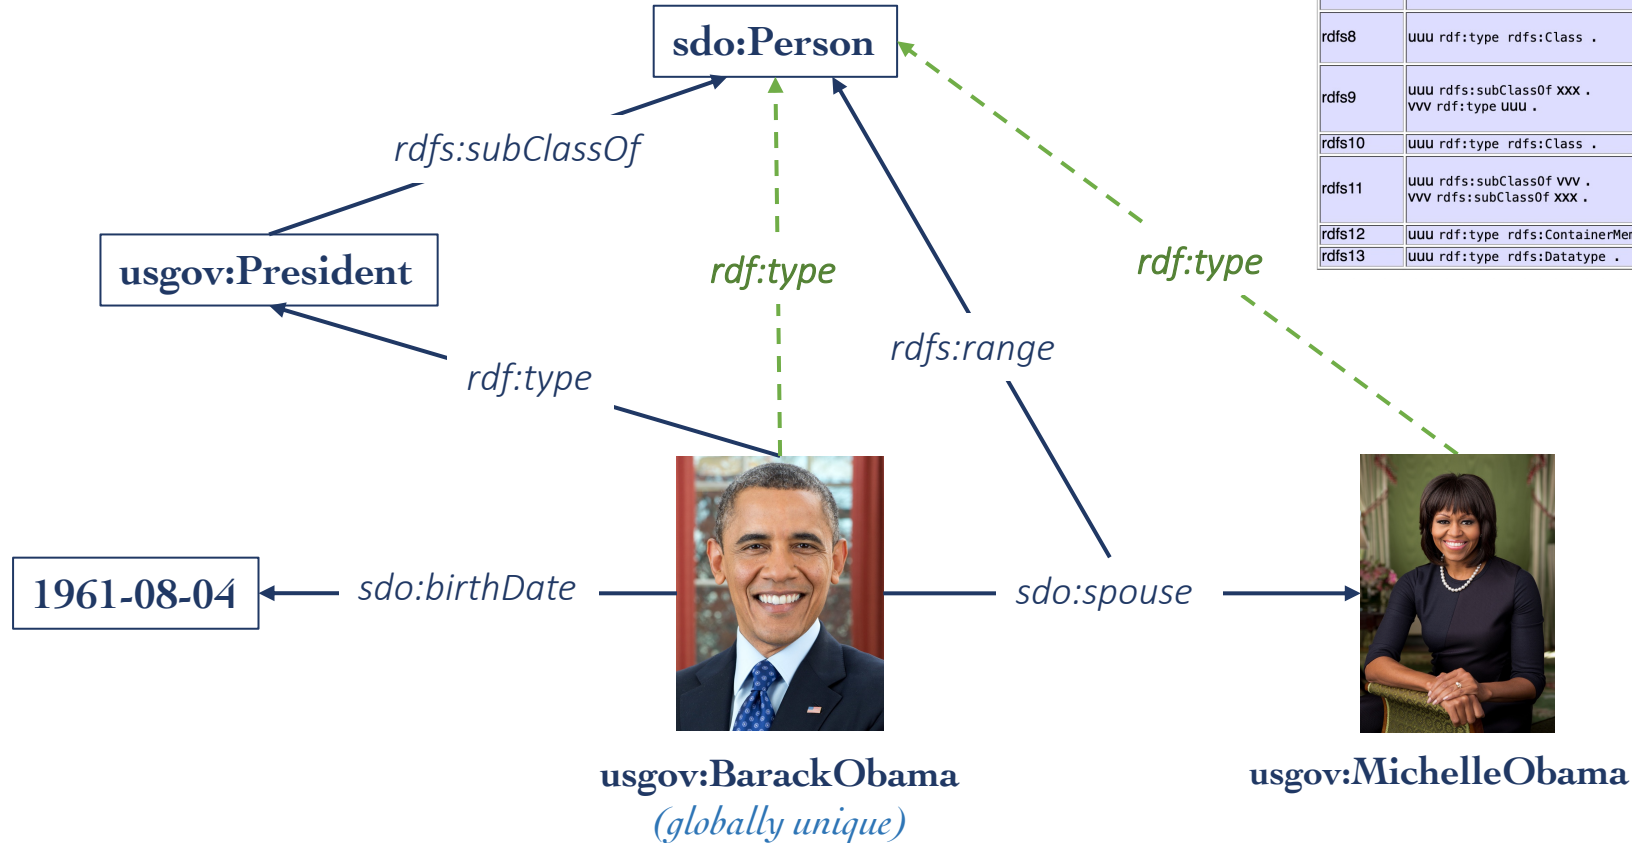 sdo:Person
rdfs:subClassOf
usgov:President
rdf:type
rdf:type
rdf:type
rdfs:range
rdf:type
1961-08-04
sdo:birthDate
sdo:spouse
usgov:BarackObama
(globally unique)
usgov:MichelleObama
rdfs8
uuu rdf:type rdfs:Class .
rdfs9
uuu rdfs:subClassOf xxx .
vvv rdf:type uuu .
rdfs10
uuu rdf:type rdfs:Class .
rdfs11
uuu rdfs:subClassOf vvv .
vvv rdfs:subClassOf xxx .
rdfs12
uuu rdf:type rdfs:ContainerMem
rdfs13
uuu rdf:type rdfs:Datatype .